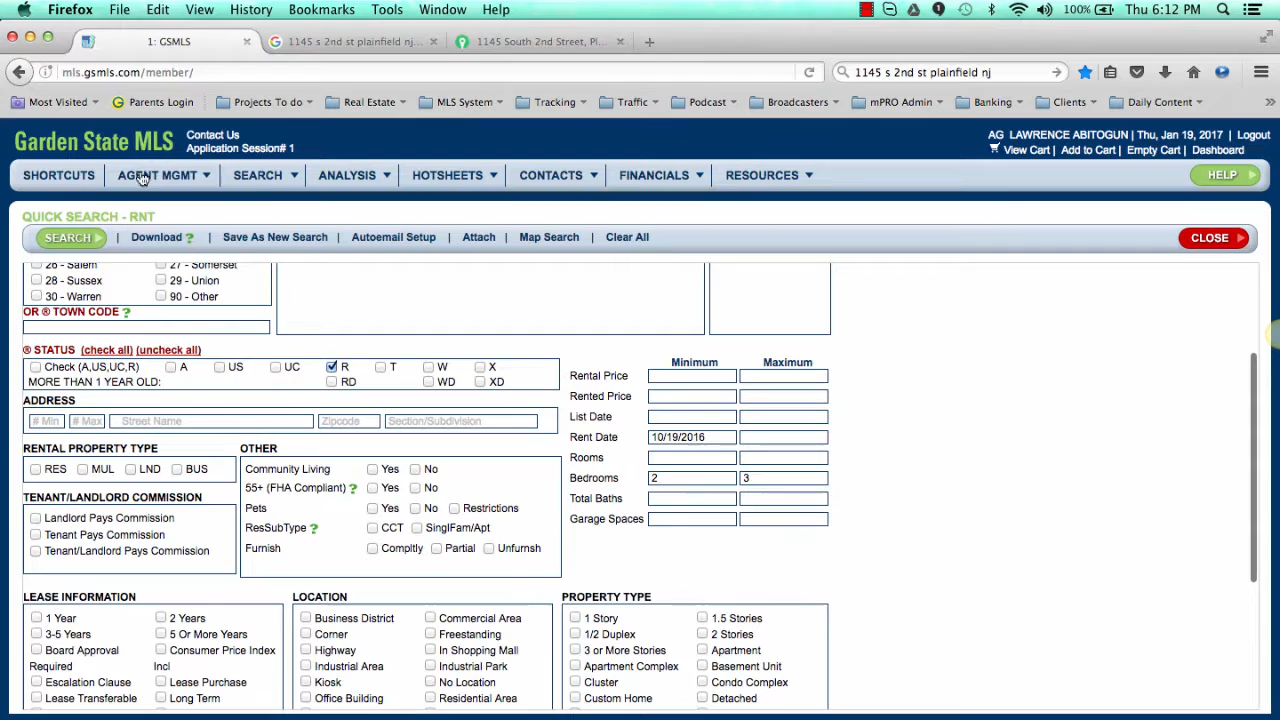 Firefox File Edit View History Bookmarks Tools Window Help 100% Thu 6:12 PM
1: GSMLS 1145 s 2nd st plainfield nj... 1145 South 2nd Street, Pl...
mls.gsmls.com/member/ 1145 s 2nd st plainfield nj
Most Visited Parents Login Projects To do Real Estate MLS System Tracking Traffic Podcast Broadcasters mPRO Admin Banking Clients Daily Content
Garden State MLS Contact Us AG LAWRENCE ABITOGUN | Thu, Jan 19, 2017 | Logout
Application Session# 1 View Cart | Add to Cart | Empty Cart | Dashboard
SHORTCUTS AGENT MGMT SEARCH ANALYSIS HOTSHEETS CONTACTS FINANCIALS RESOURCES HELP
QUICK SEARCH - RNT
SEARCH | Download ? | Save As New Search | Autoemail Setup | Attach | Map Search | Clear All CLOSE
26 - Salem 27 - Somerset
28 - Sussex 29 - Union
30 - Warren 90 - Other
OR ® TOWN CODE ?
® STATUS (check all) (uncheck all)
Check (A,US,UC,R) A US UC R T W X
MORE THAN 1 YEAR OLD: RD WD XD
ADDRESS
# Min # Max Street Name Zipcode Section/Subdivision
Minimum Maximum
Rental Price
Rented Price
List Date
Rent Date 10/19/2016
Rooms
Bedrooms 2 3
Total Baths
Garage Spaces
RENTAL PROPERTY TYPE
RES MUL LND BUS
TENANT/LANDLORD COMMISSION
Landlord Pays Commission
Tenant Pays Commission
Tenant/Landlord Pays Commission
OTHER
Community Living Yes No
55+ (FHA Compliant) ? Yes No
Pets Yes No Restrictions
ResSubType ? CCT SinglFam/Apt
Furnish Compltly Partial Unfurnsh
LEASE INFORMATION
1 Year 2 Years
3-5 Years 5 Or More Years
Board Approval Consumer Price Index
Required Incl
Escalation Clause Lease Purchase
Lease Transferable Long Term
LOCATION
Business District Commercial Area
Corner Freestanding
Highway In Shopping Mall
Industrial Area Industrial Park
Kiosk No Location
Office Building Residential Area
PROPERTY TYPE
1 Story 1.5 Stories
1/2 Duplex 2 Stories
3 or More Stories Apartment
Apartment Complex Basement Unit
Cluster Condo Complex
Custom Home Detached